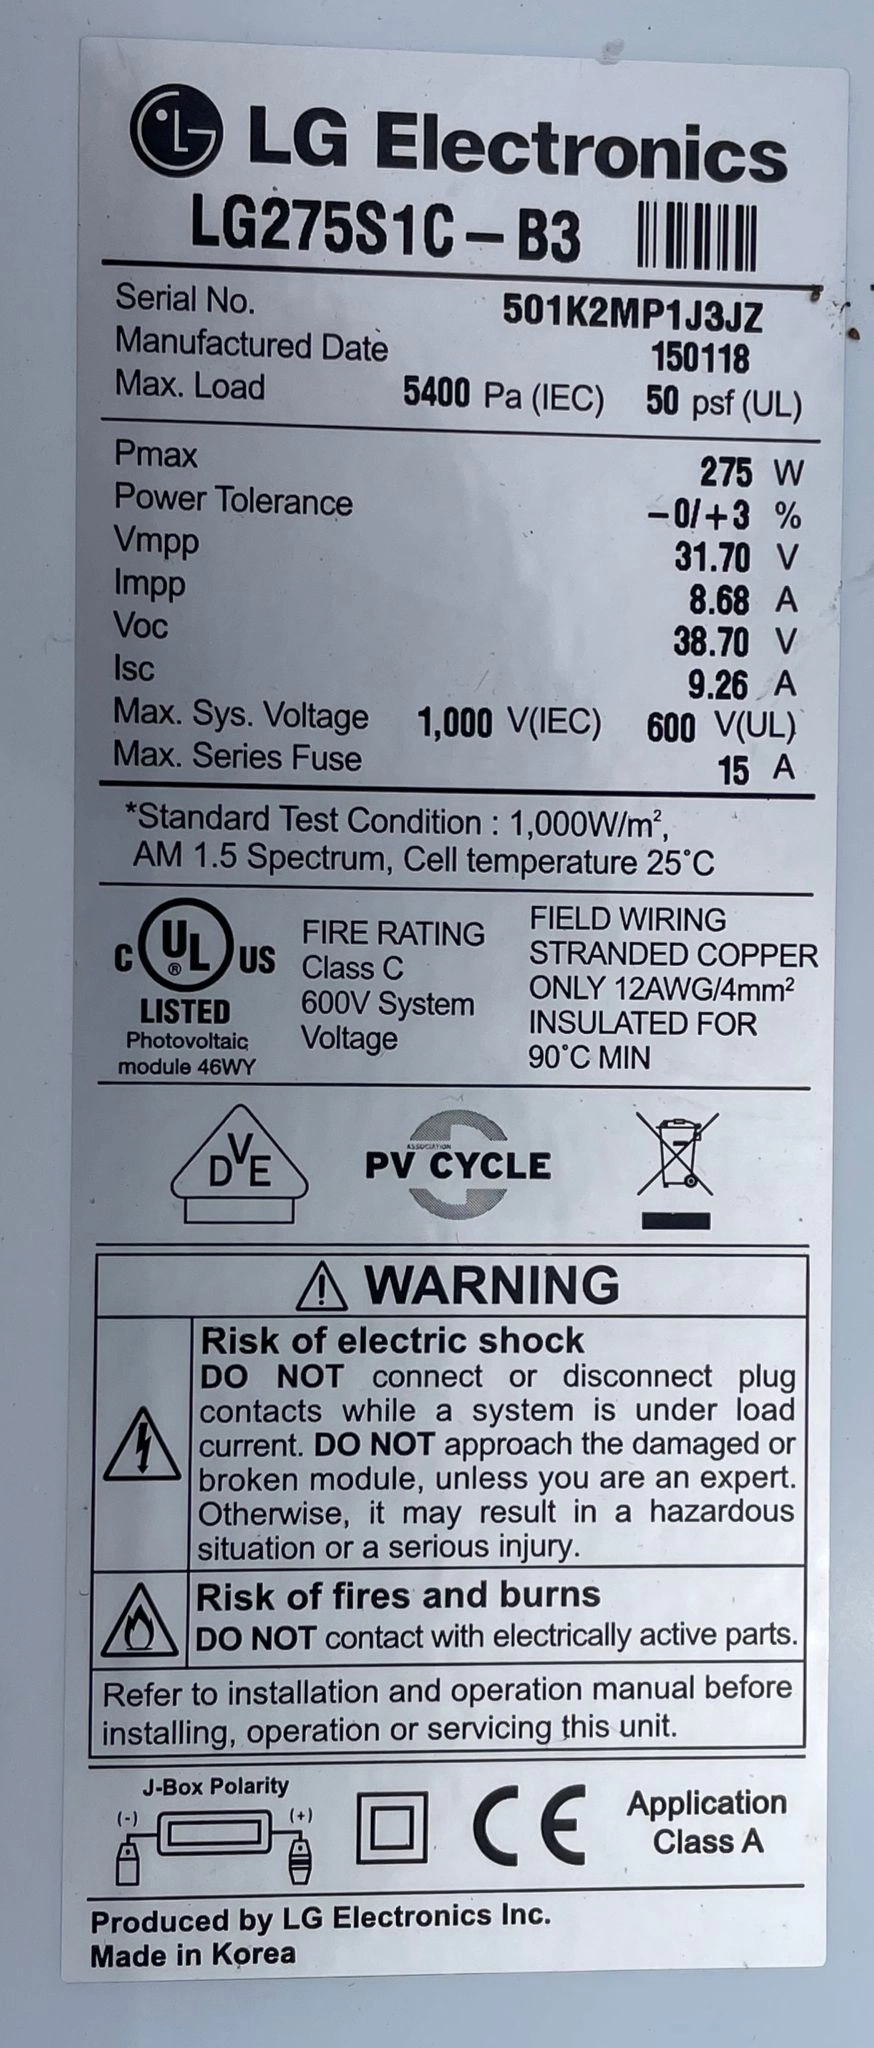 LG Electronics
LG275S1C-B3
Serial No. 501K2MP1J3JZ
Manufactured Date 150118
Max. Load 5400 Pa (IEC) 50 psf (UL)
Pmax 275 W
Power Tolerance -0/+3 %
Vmpp 31.70 V
Impp 8.68 A
Voc 38.70 V
Isc 9.26 A
Max. Sys. Voltage 1,000 V(IEC) 600 V(UL)
Max. Series Fuse 15 A
*Standard Test Condition : 1,000W/m²,
AM 1.5 Spectrum, Cell temperature 25°C
C UL ® US
LISTED
Photovoltaic
module 46WY
FIRE RATING
Class C
600V System
Voltage
FIELD WIRING
STRANDED COPPER
ONLY 12AWG/4mm²
INSULATED FOR
90°C MIN
DVE
ASSOCIATION
PV CYCLE
WARNING
Risk of electric shock
DO NOT connect or disconnect plug
contacts while a system is under load
current. DO NOT approach the damaged or
broken module, unless you are an expert.
Otherwise, it may result in a hazardous
situation or a serious injury.
Risk of fires and burns
DO NOT contact with electrically active parts.
Refer to installation and operation manual before
installing, operation or servicing this unit.
J-Box Polarity
(-) (+)
CE
Application
Class A
Produced by LG Electronics Inc.
Made in Korea